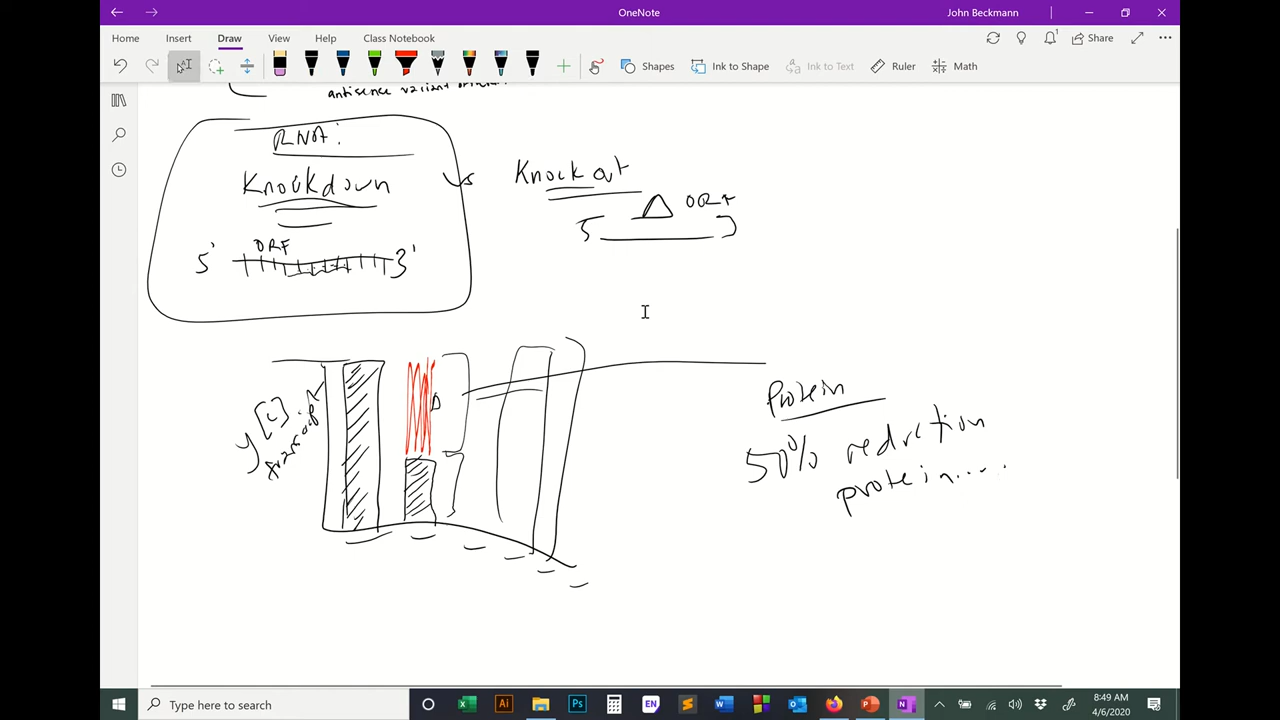 OneNote
John Beckmann
Home Insert Draw View Help Class Notebook
Share
Shapes Ink to Shape Ink to Text Ruler Math
antisence variant
RNA:
Knockdown
vs
Knockout
Δ ORF
ORF
5' 3'
y [c]
transcript
Δ
Protein
50% reduction
protein.....
Type here to search
EN
8:49 AM
4/6/2020